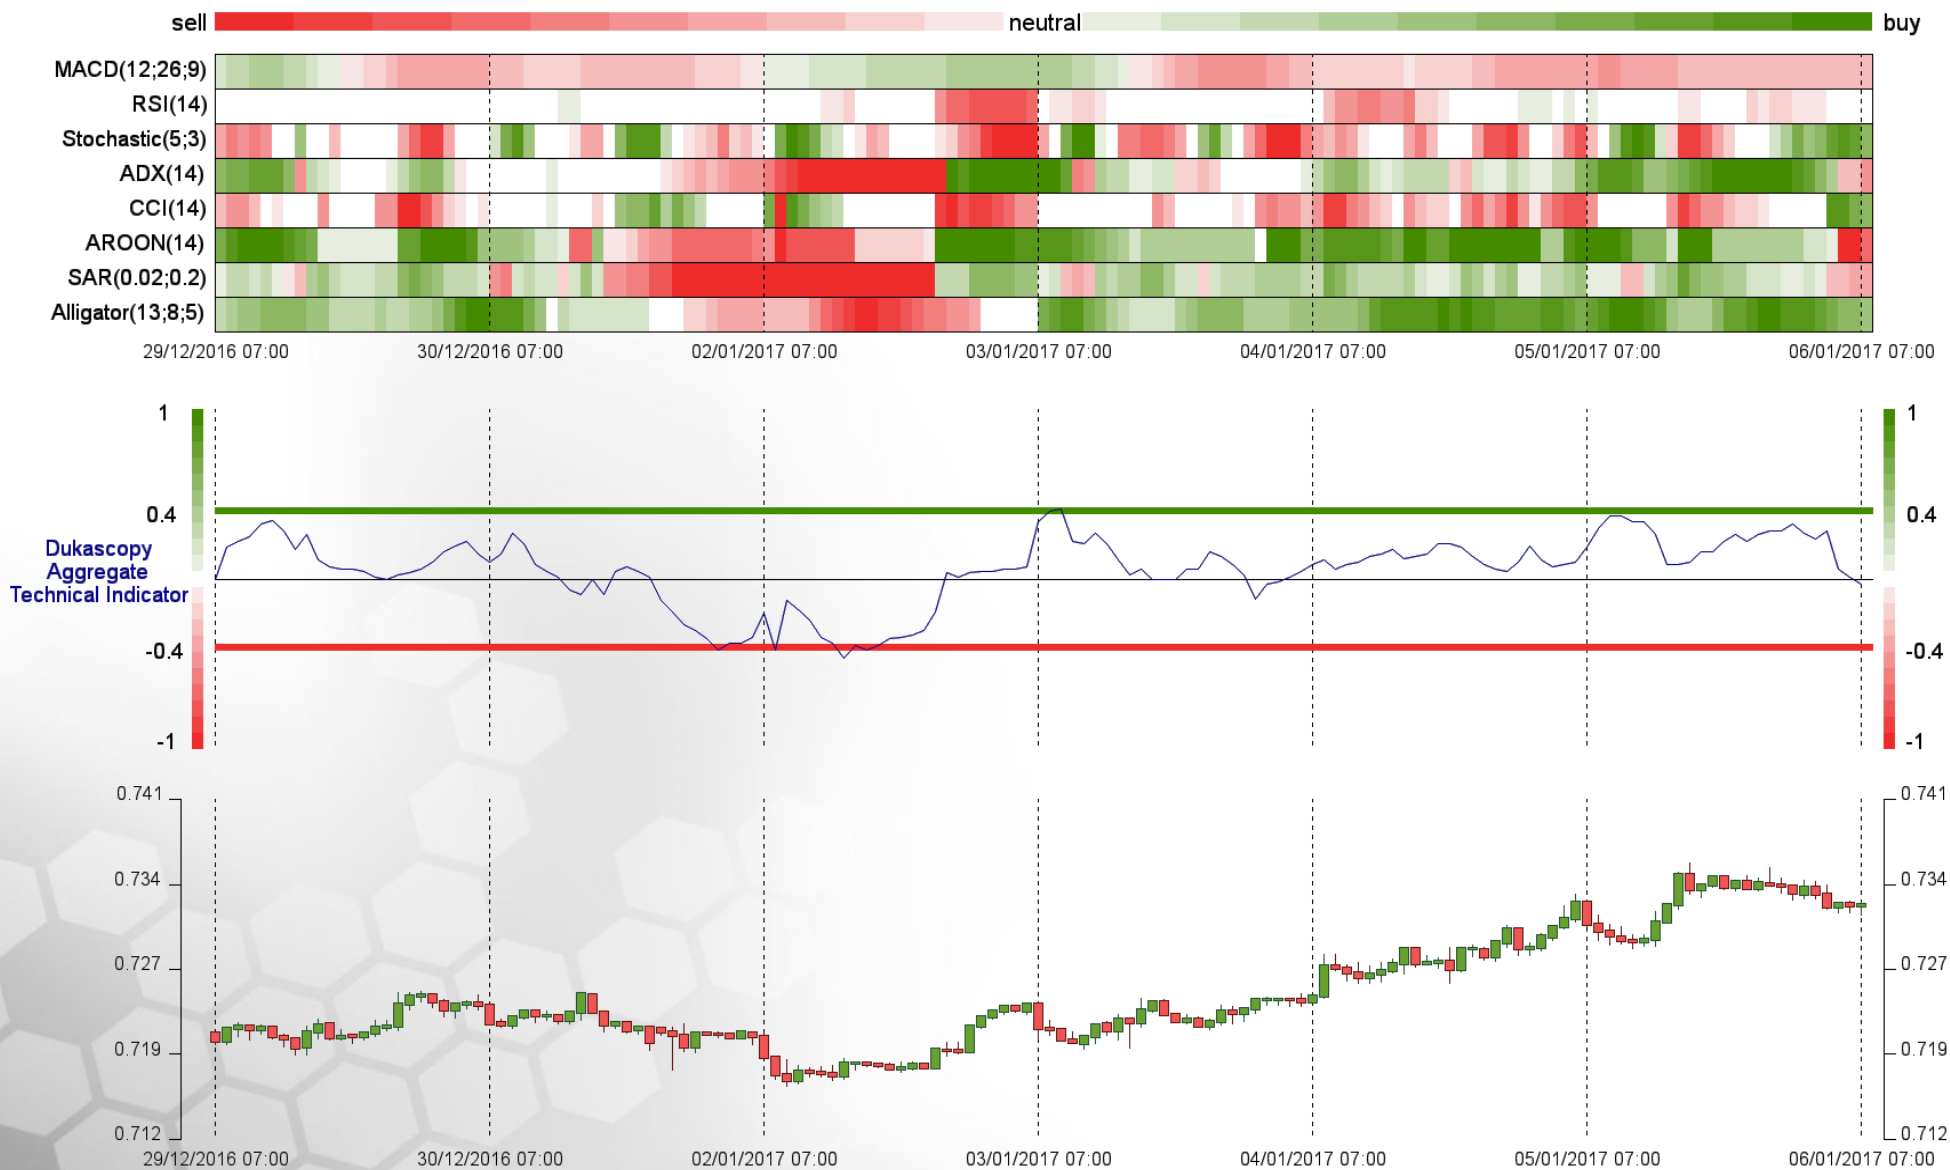 sell neutral buy
MACD(12;26;9)
RSI(14)
Stochastic(5;3)
ADX(14)
CCI(14)
AROON(14)
SAR(0.02;0.2)
Alligator(13;8;5)
29/12/2016 07:00 30/12/2016 07:00 02/01/2017 07:00 03/01/2017 07:00 04/01/2017 07:00 05/01/2017 07:00 06/01/2017 07:00
1 1
0.4 0.4
Dukascopy
Aggregate
Technical Indicator
-0.4 -0.4
-1 -1
0.741 0.741
0.734 0.734
0.727 0.727
0.719 0.719
0.712 0.712
29/12/2016 07:00 30/12/2016 07:00 02/01/2017 07:00 03/01/2017 07:00 04/01/2017 07:00 05/01/2017 07:00 06/01/2017 07:00